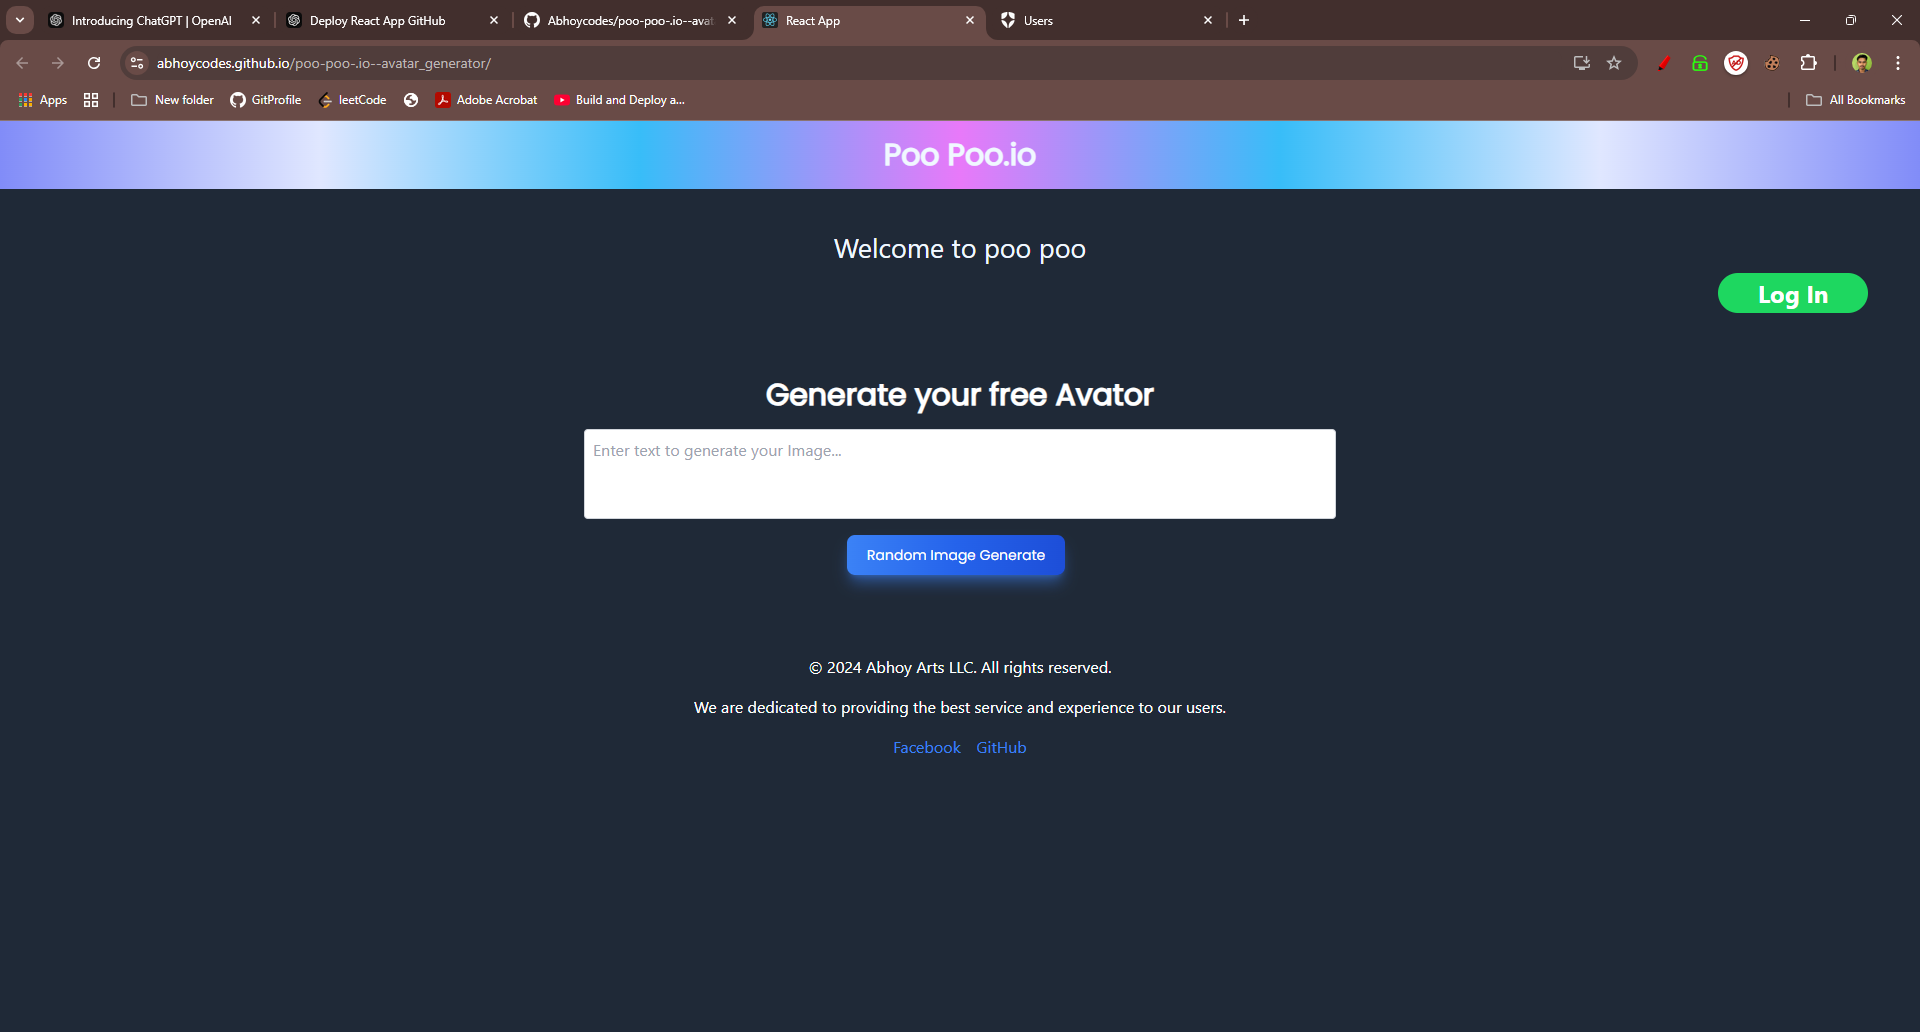 Introducing ChatGPT | OpenAI
Deploy React App GitHub
Abhoycodes/poo-poo-.io--avat
React App
Users
abhoycodes.github.io/poo-poo-.io--avatar_generator/
Apps
New folder
GitProfile
leetCode
Adobe Acrobat
Build and Deploy a...
All Bookmarks
Poo Poo.io
Welcome to poo poo
Log In
Generate your free Avator
Enter text to generate your Image...
Random Image Generate
© 2024 Abhoy Arts LLC. All rights reserved.
We are dedicated to providing the best service and experience to our users.
Facebook GitHub